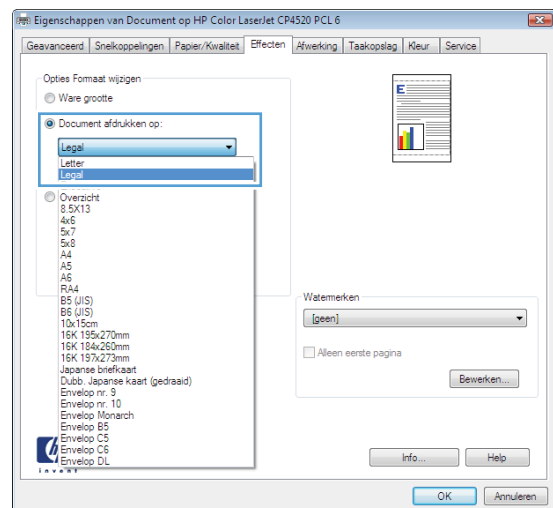 Eigenschappen van Document op HP Color LaserJet CP4520 PCL 6
Geavanceerd Snelkoppelingen Papier/Kwaliteit Effecten Afwerking Taakopslag Kleur Service
Opties Formaat wijzigen
Ware grootte
Document afdrukken op:
Legal
Letter
Legal
Overzicht
8.5X13
4x6
5x7
5x8
A4
A5
A6
RA4
B5 (JIS)
B6 (JIS)
10x15cm
16K 195x270mm
16K 184x260mm
16K 197x273mm
Japanse briefkaart
Dubb. Japanse kaart (gedraaid)
Envelop nr. 9
Envelop nr. 10
Envelop Monarch
Envelop B5
Envelop C5
Envelop C6
Envelop DL
E
Watermerken
[geen]
Alleen eerste pagina
Bewerken...
invent
Info... Help
OK Annuleren